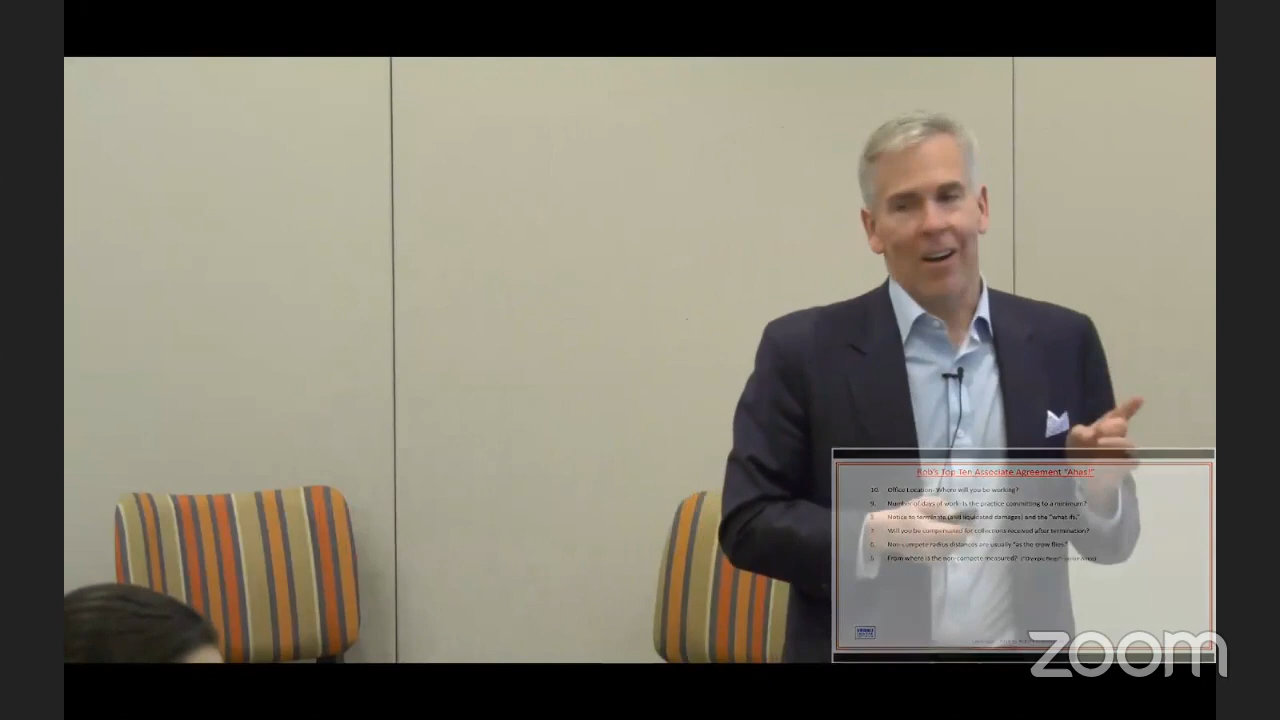 Rob's Top Ten Associate Agreement "Ahas!"
10. Office Location- Where will you be working?
9. Number of days of work: Is the practice committing to a minimum?
8. Notice to terminate (and liquidated damages) and the "what ifs."
7. Will you be compensated for collections received after termination?
6. Non-compete radius distances are usually "as the crow flies."
5. From where is the non-compete measured?
zoom